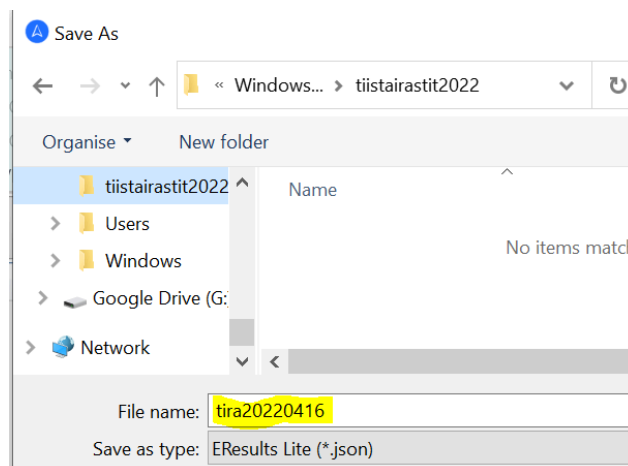 Save As
« Windows... > tiistairastit2022
Organise New folder
tiistairastit2022 Name
Users
No items match
Windows
Google Drive (G:
Network
File name: tira20220416
Save as type: EResults Lite (*.json)